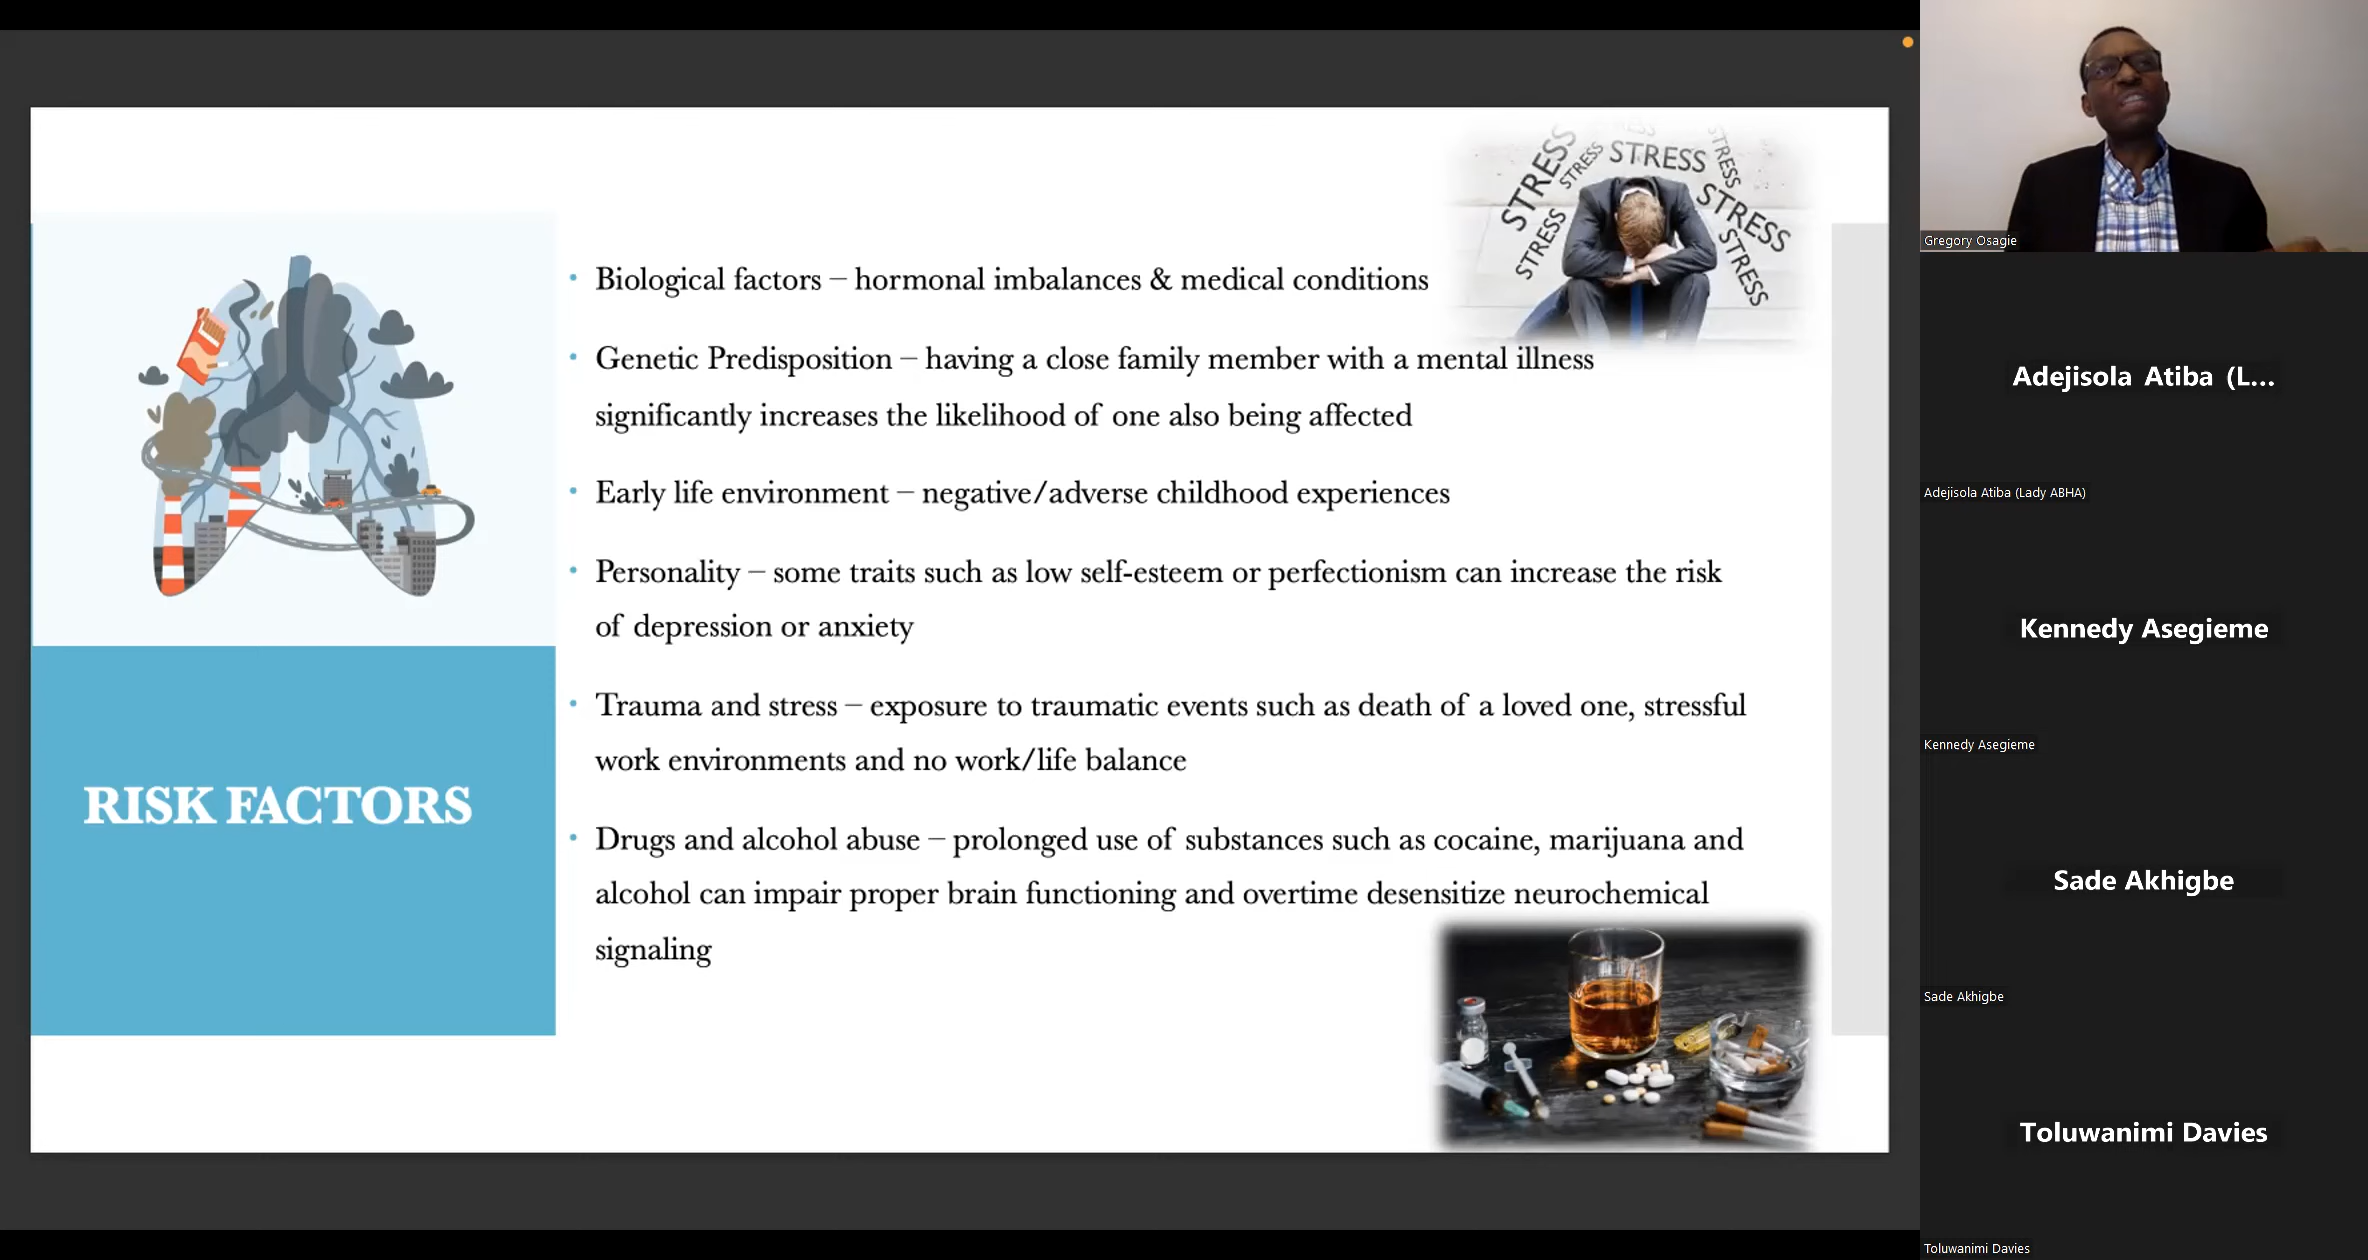 STRESS
STRESS
STRESS
STRESS
STRESS
STRESS
STRESS
• Biological factors – hormonal imbalances & medical conditions
• Genetic Predisposition – having a close family member with a mental illness
significantly increases the likelihood of one also being affected
• Early life environment – negative/adverse childhood experiences
• Personality – some traits such as low self-esteem or perfectionism can increase the risk
of depression or anxiety
• Trauma and stress – exposure to traumatic events such as death of a loved one, stressful
work environments and no work/life balance
RISK FACTORS
• Drugs and alcohol abuse – prolonged use of substances such as cocaine, marijuana and
alcohol can impair proper brain functioning and overtime desensitize neurochemical
signaling
Gregory Osagie
Adejisola Atiba (L...
Adejisola Atiba (Lady ABHA)
Kennedy Asegieme
Kennedy Asegieme
Sade Akhigbe
Sade Akhigbe
Toluwanimi Davies
Toluwanimi Davies